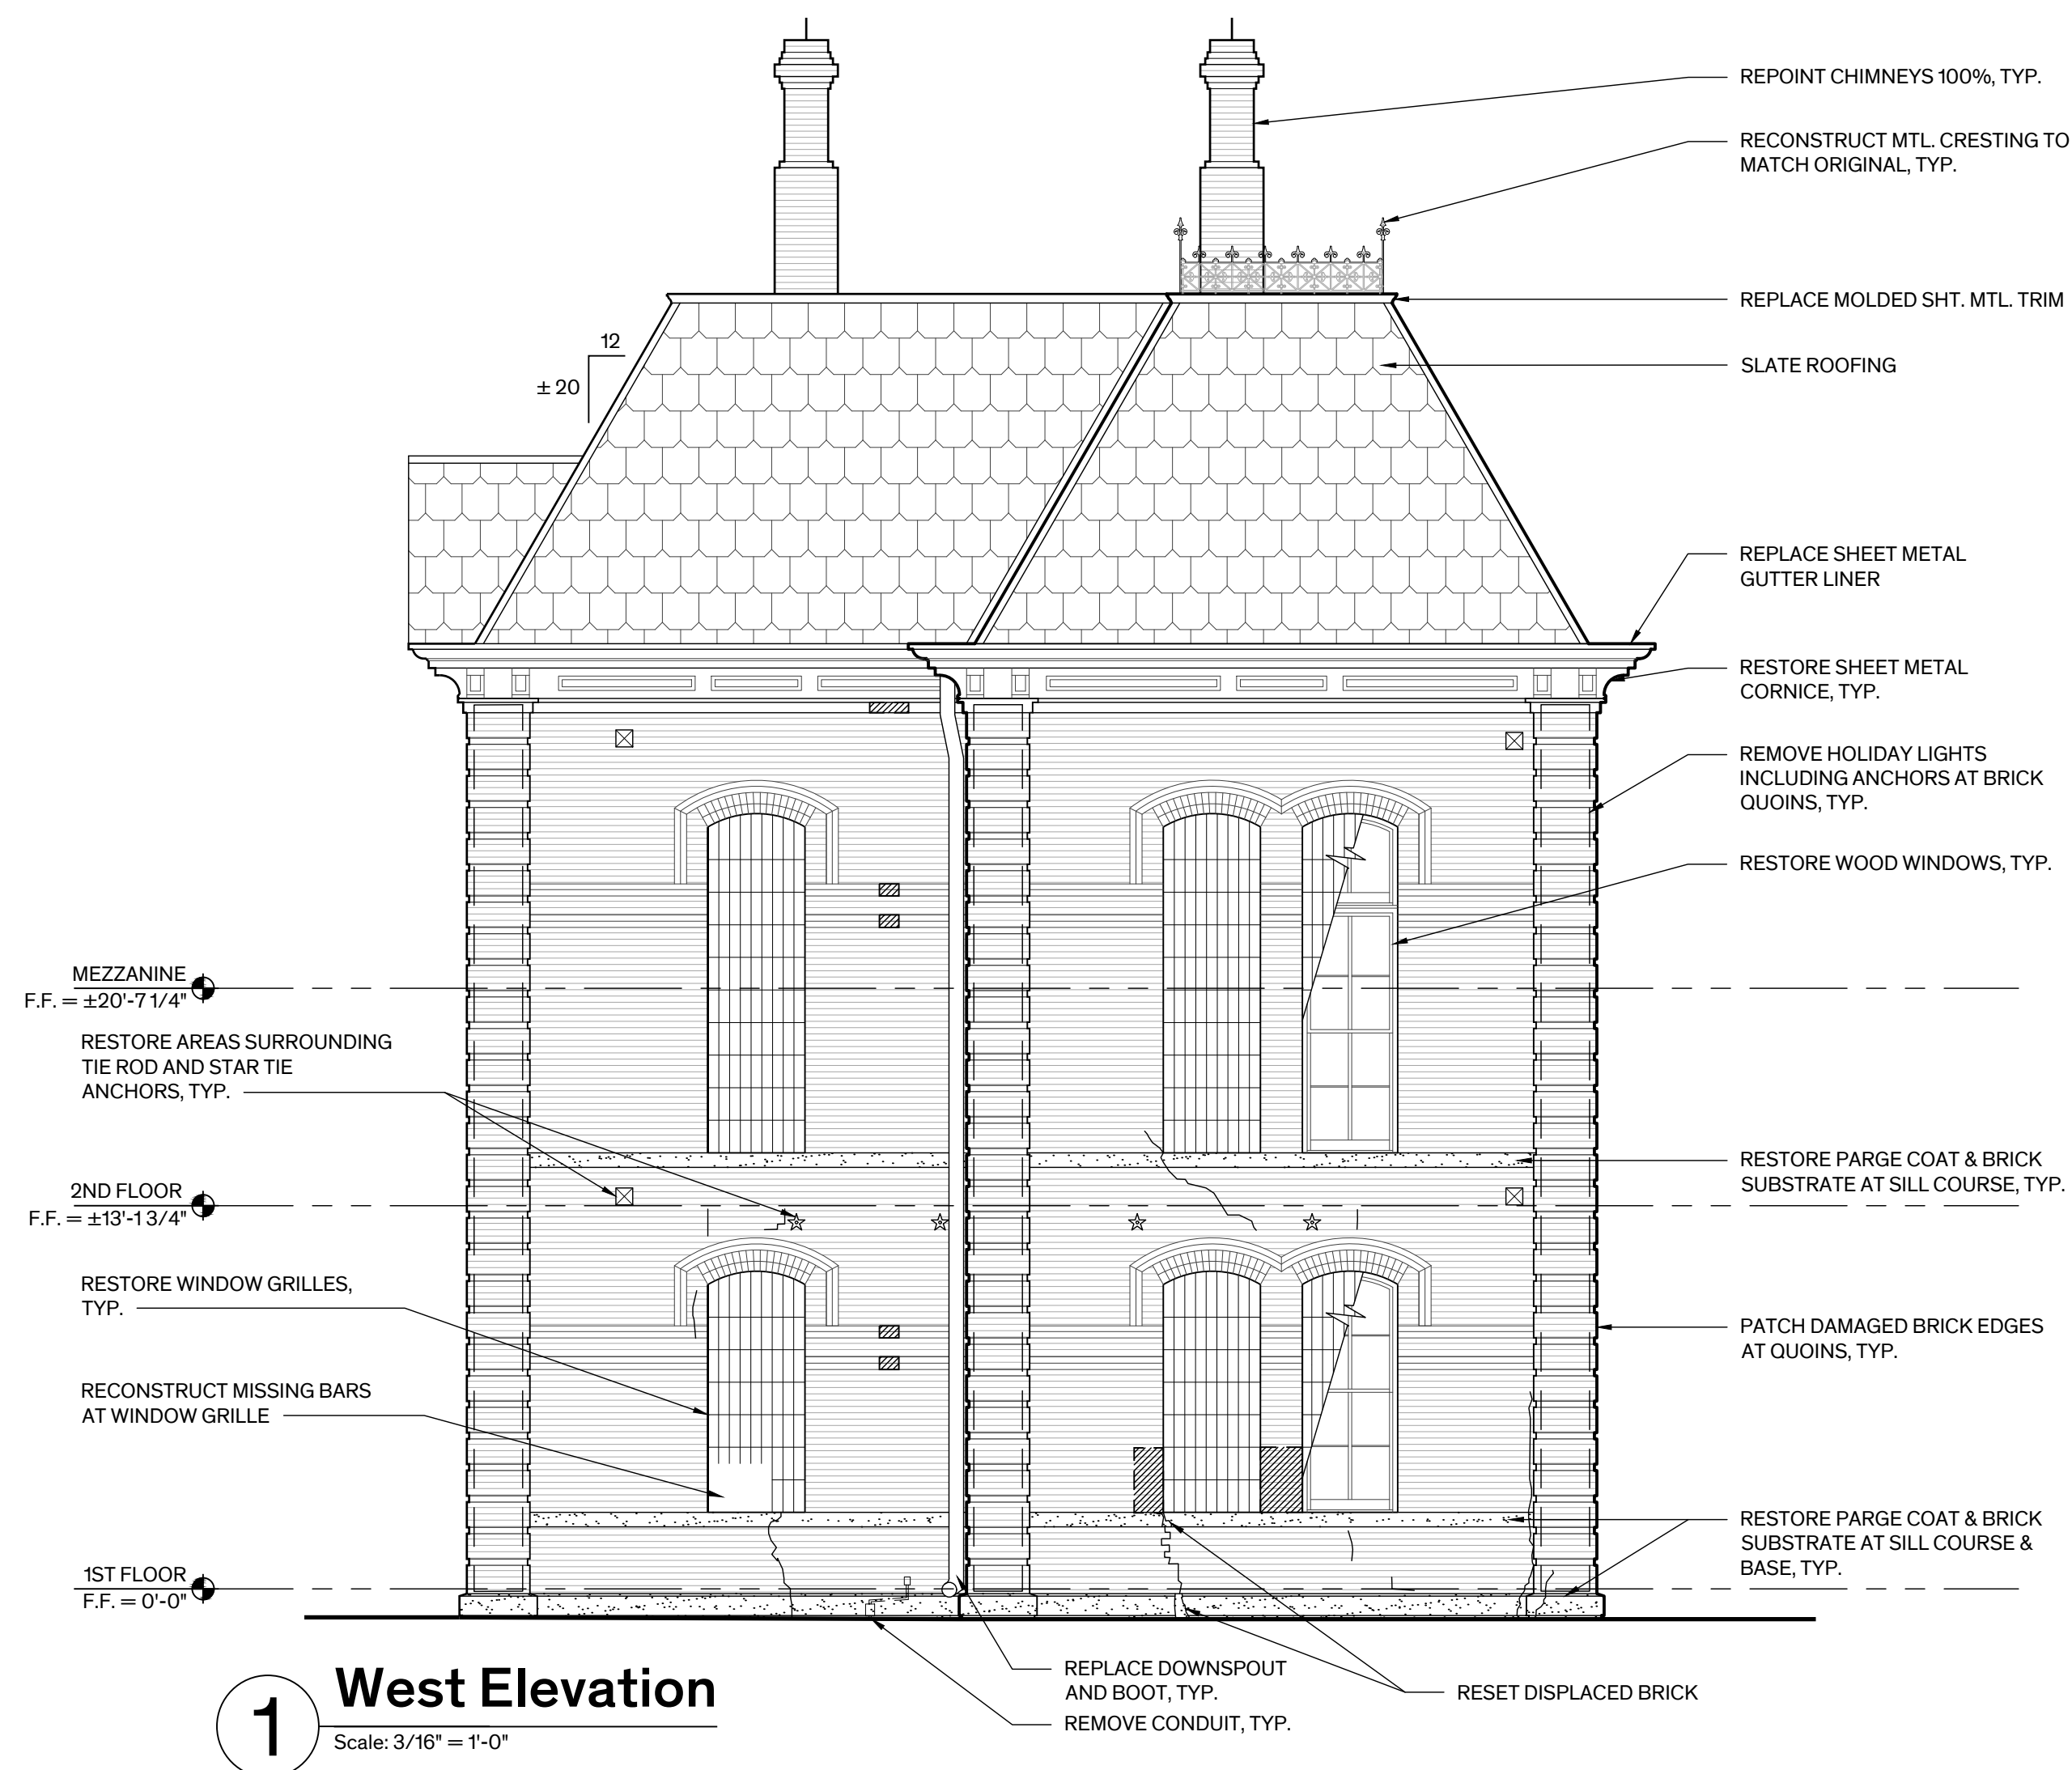 REPOINT CHIMNEYS 100%, TYP.
RECONSTRUCT MTL. CRESTING TO
MATCH ORIGINAL, TYP.
REPLACE MOLDED SHT. MTL. TRIM
12
± 20
SLATE ROOFING
REPLACE SHEET METAL
GUTTER LINER
RESTORE SHEET METAL
CORNICE, TYP.
REMOVE HOLIDAY LIGHTS
INCLUDING ANCHORS AT BRICK
QUOINS, TYP.
RESTORE WOOD WINDOWS, TYP.
MEZZANINE
F.F. = ±20'-7 1/4"
RESTORE AREAS SURROUNDING
TIE ROD AND STAR TIE
ANCHORS, TYP.
RESTORE PARGE COAT & BRICK
SUBSTRATE AT SILL COURSE, TYP.
2ND FLOOR
F.F. = ±13'-1 3/4"
RESTORE WINDOW GRILLES,
TYP.
PATCH DAMAGED BRICK EDGES
AT QUOINS, TYP.
RECONSTRUCT MISSING BARS
AT WINDOW GRILLE
RESTORE PARGE COAT & BRICK
SUBSTRATE AT SILL COURSE &
BASE, TYP.
1ST FLOOR
F.F. = 0'-0"
REPLACE DOWNSPOUT
AND BOOT, TYP.
RESET DISPLACED BRICK
REMOVE CONDUIT, TYP.
1
West Elevation
Scale: 3/16" = 1'-0"